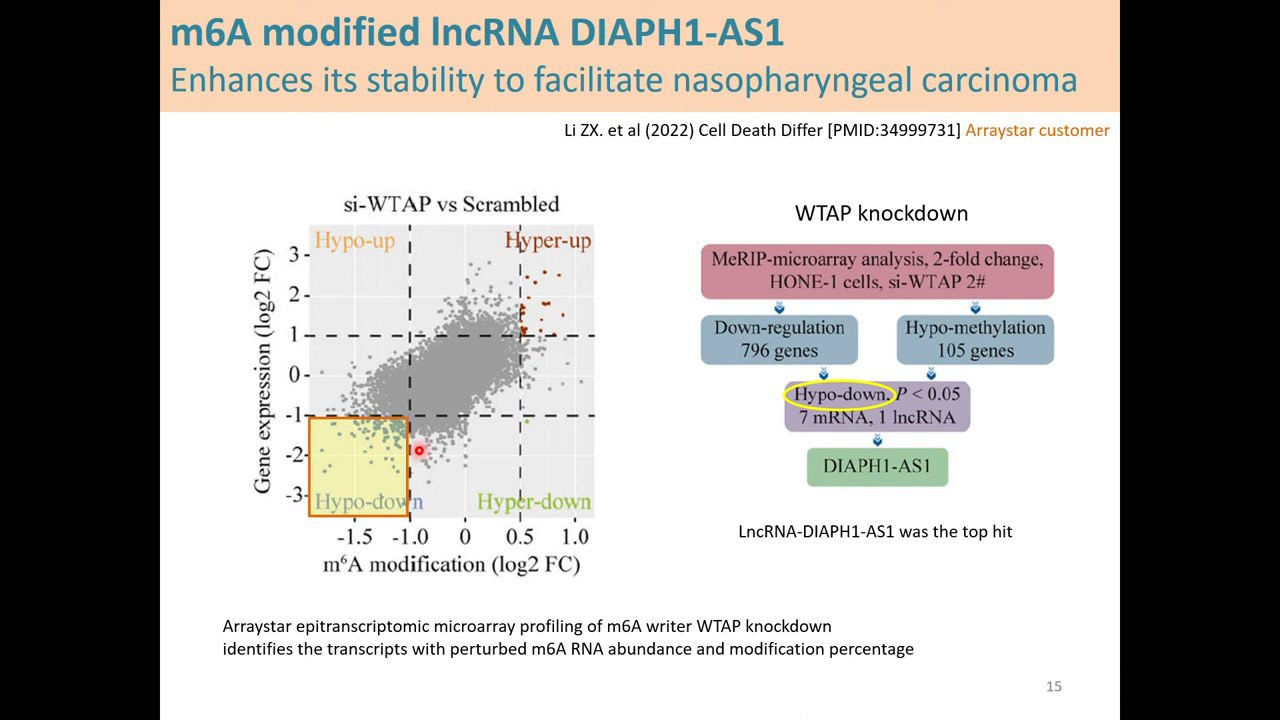 m6A modified lncRNA DIAPH1-AS1
Enhances its stability to facilitate nasopharyngeal carcinoma
Li ZX. et al (2022) Cell Death Differ [PMID:34999731] Arraystar customer
si-WTAP vs Scrambled
Hypo-up
Hyper-up
Gene expression (log2 FC)
3
2
1
0
-1
-2
-3
Hypo-down
Hyper-down
-1.5
-1.0
0
0.5
1.0
m⁶A modification (log2 FC)
WTAP knockdown
MeRIP-microarray analysis, 2-fold change,
HONE-1 cells, si-WTAP 2#
Down-regulation
796 genes
Hypo-methylation
105 genes
Hypo-down. P < 0.05
7 mRNA, 1 lncRNA
DIAPH1-AS1
LncRNA-DIAPH1-AS1 was the top hit
Arraystar epitranscriptomic microarray profiling of m6A writer WTAP knockdown
identifies the transcripts with perturbed m6A RNA abundance and modification percentage
15